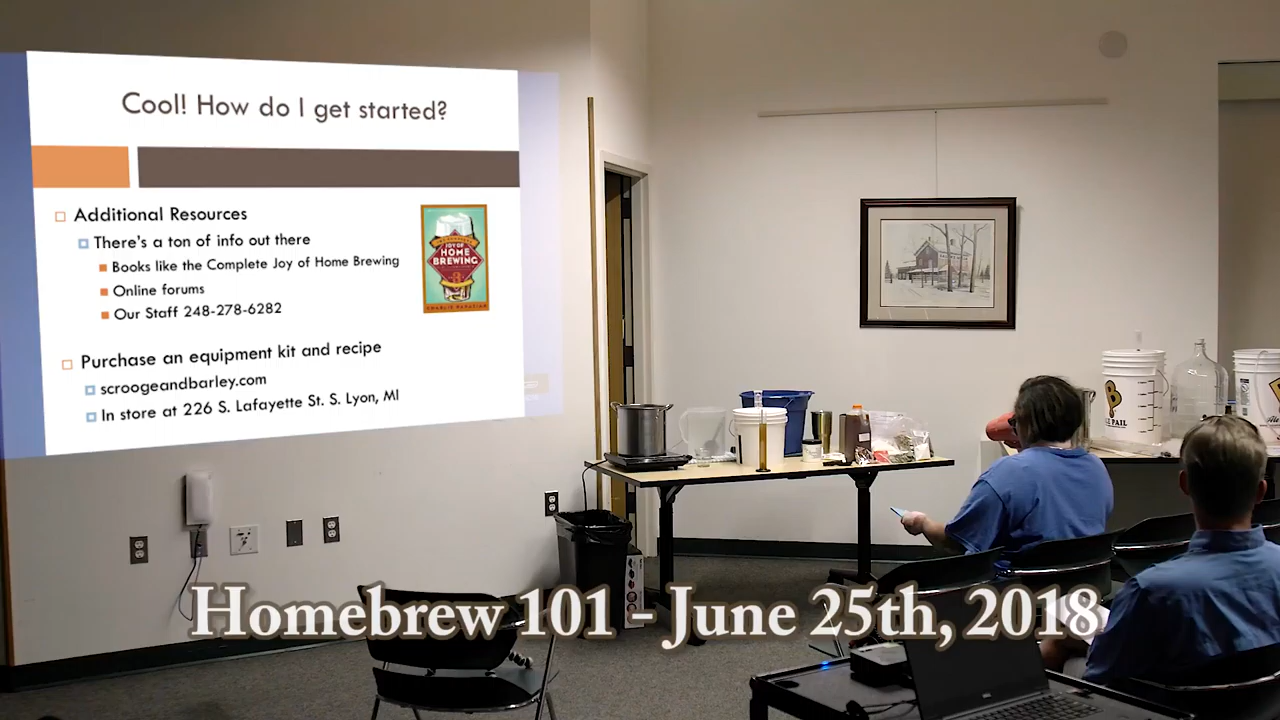 Cool! How do I get started?
Additional Resources
There's a ton of info out there
Books like the Complete Joy of Home Brewing
Online forums
Our Staff 248-278-6282
JOY OF
HOME
BREWING
Purchase an equipment kit and recipe
scroogeandbarley.com
In store at 226 S. Lafayette St. S. Lyon, MI
B
LE PAIL
Homebrew 101 - June 25th, 2018